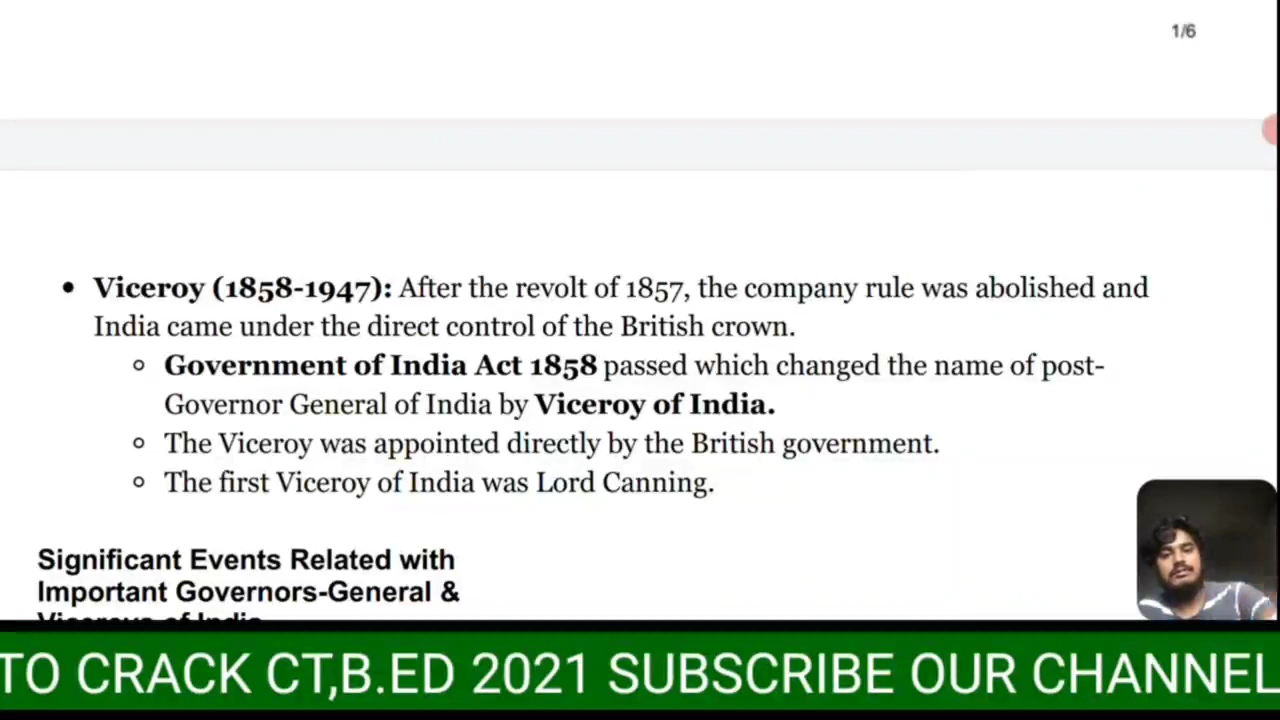 1/6
• Viceroy (1858-1947): After the revolt of 1857, the company rule was abolished and
India came under the direct control of the British crown.
◦ Government of India Act 1858 passed which changed the name of post-
Governor General of India by Viceroy of India.
◦ The Viceroy was appointed directly by the British government.
◦ The first Viceroy of India was Lord Canning.
Significant Events Related with
Important Governors-General &
Viceroys of India
TO CRACK CT,B.ED 2021 SUBSCRIBE OUR CHANNEL